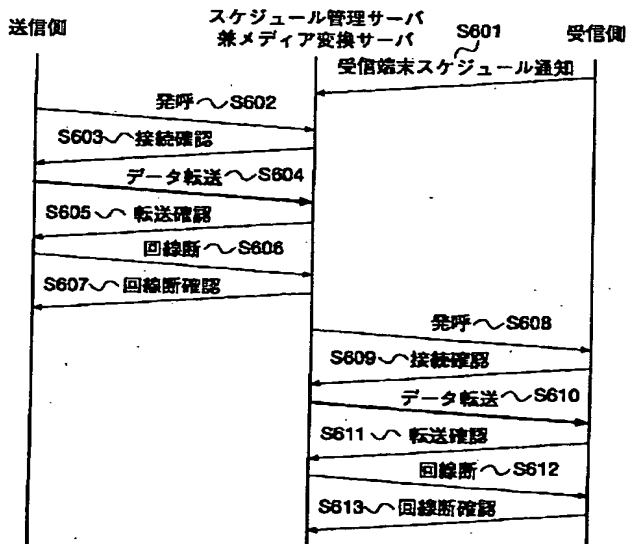 送信側
スケジュール管理サーバ
兼メディア変換サーバ
S601
受信側
受信端末スケジュール通知
発呼〜S602
S603〜接続確認
データ転送〜S604
S605〜転送確認
回線断〜S606
S607〜回線断確認
発呼〜S608
S609〜接続確認
データ転送〜S610
S611〜転送確認
回線断〜S612
S613〜回線断確認